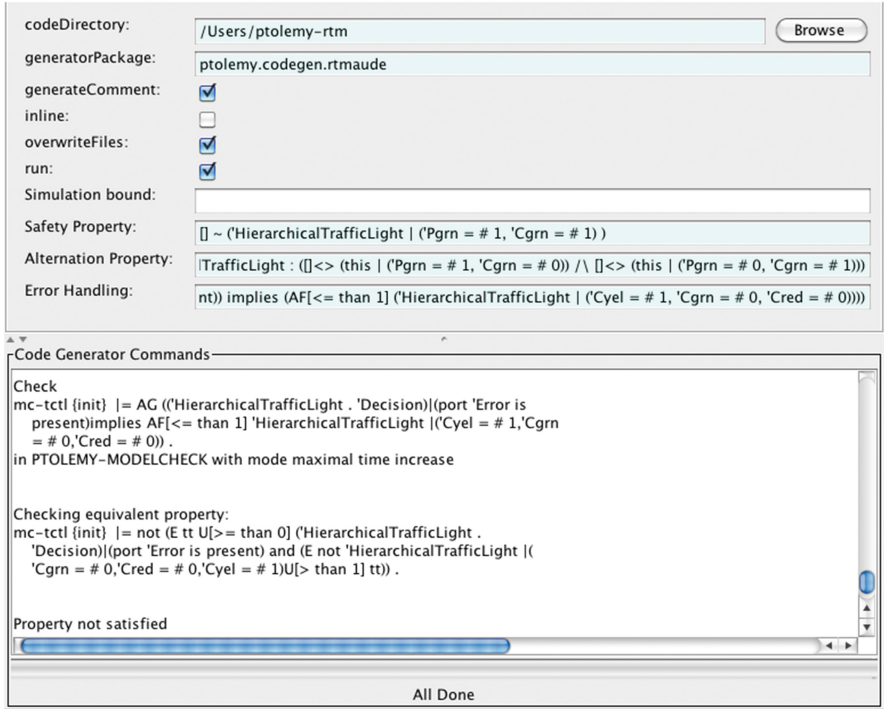 codeDirectory: /Users/ptolemy-rtm Browse
generatorPackage: ptolemy.codegen.rtmaude
generateComment:
inline:
overwriteFiles:
run:
Simulation bound:
Safety Property: [] ~ ('HierarchicalTrafficLight | ('Pgrn = # 1, 'Cgrn = # 1) )
Alternation Property: TrafficLight : ([]<> (this | ('Pgrn = # 1, 'Cgrn = # 0)) /\ []<> (this | ('Pgrn = # 0, 'Cgrn = # 1)))
Error Handling: nt)) implies (AF[<= than 1] ('HierarchicalTrafficLight | ('Cyel = # 1, 'Cgrn = # 0, 'Cred = # 0))))
Code Generator Commands
Check
mc-tctl {init} |= AG (('HierarchicalTrafficLight . 'Decision)|(port 'Error is
present)implies AF[<= than 1] 'HierarchicalTrafficLight |('Cyel = # 1,'Cgrn
= # 0,'Cred = # 0)) .
in PTOLEMY-MODELCHECK with mode maximal time increase
Checking equivalent property:
mc-tctl {init} |= not (E tt U[>= than 0] ('HierarchicalTrafficLight .
'Decision)|(port 'Error is present) and (E not 'HierarchicalTrafficLight |(
'Cgrn = # 0,'Cred = # 0,'Cyel = # 1)U[> than 1] tt)) .
Property not satisfied
All Done